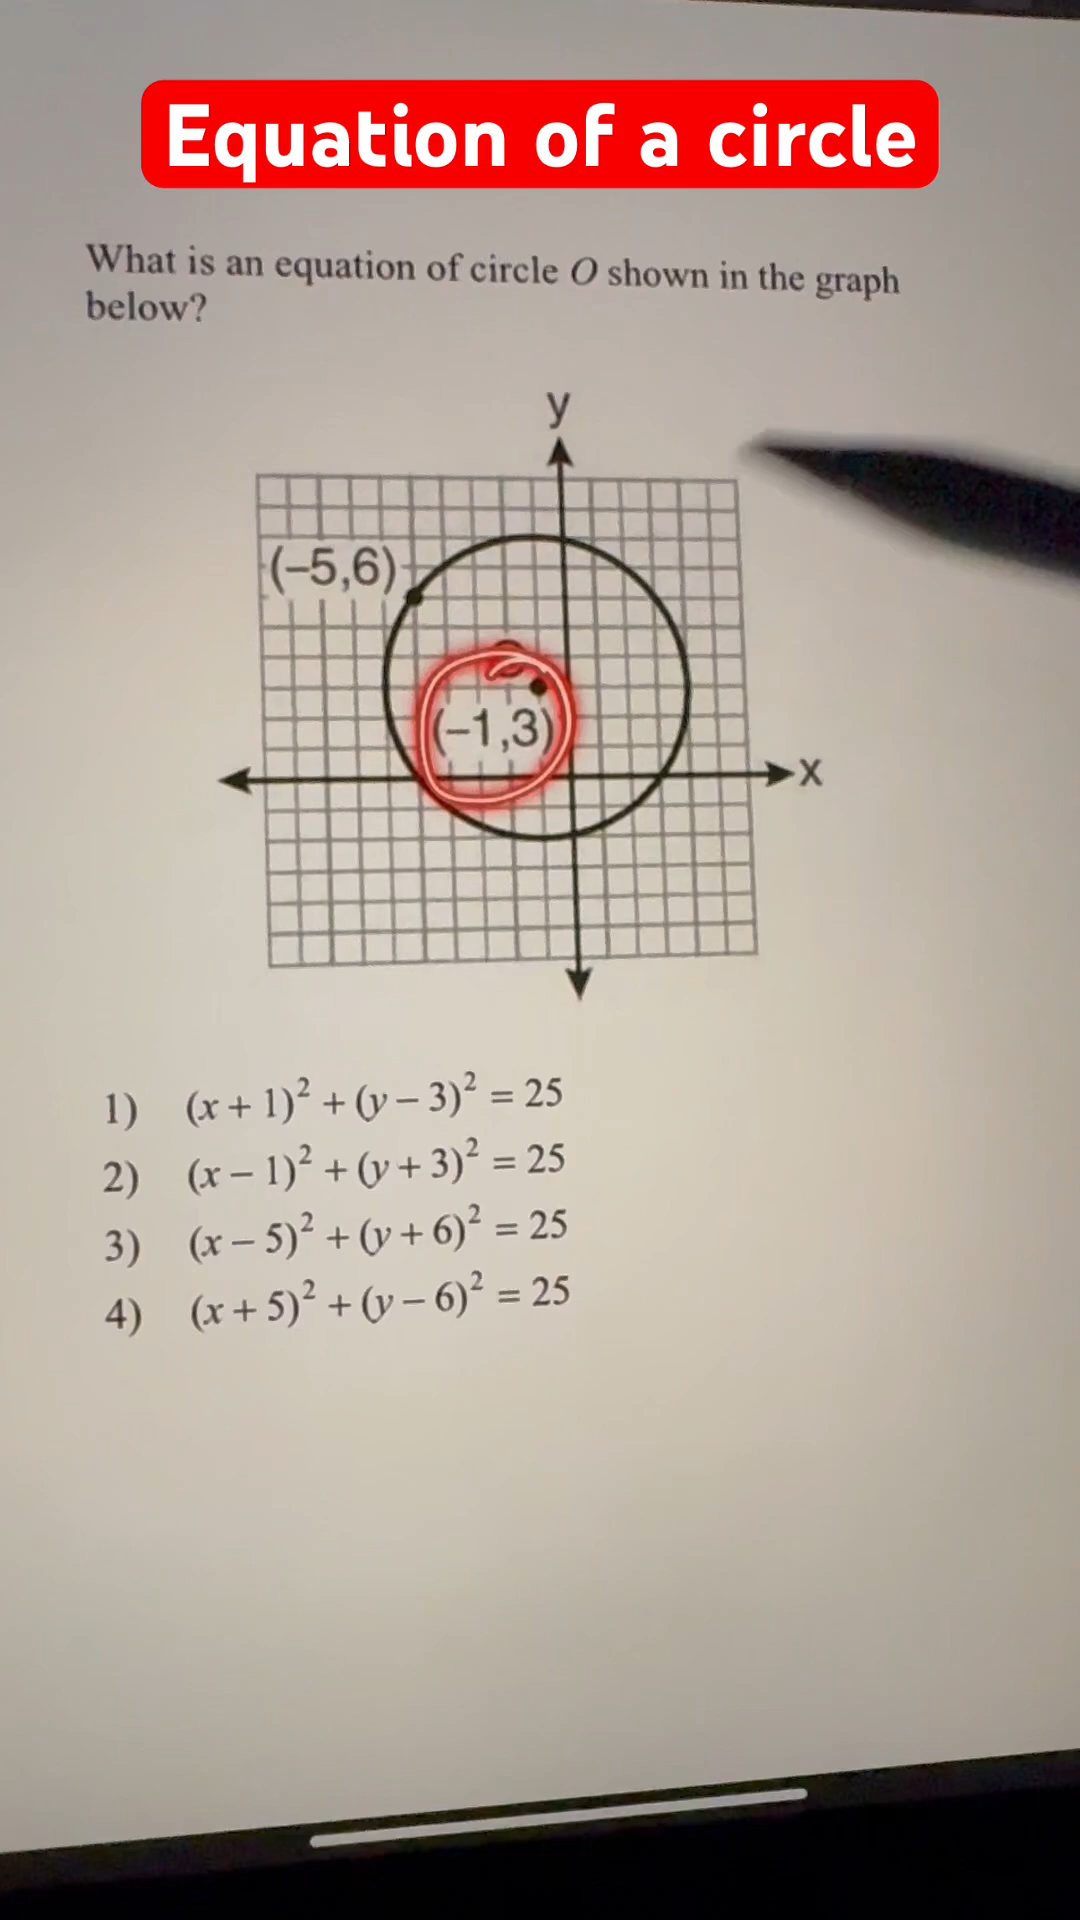 Equation of a circle
What is an equation of circle O shown in the graph
below?
y
(−5,6)
(−1,3)
x
1) (x + 1)² + (y − 3)² = 25
2) (x − 1)² + (y + 3)² = 25
3) (x − 5)² + (y + 6)² = 25
4) (x + 5)² + (y − 6)² = 25